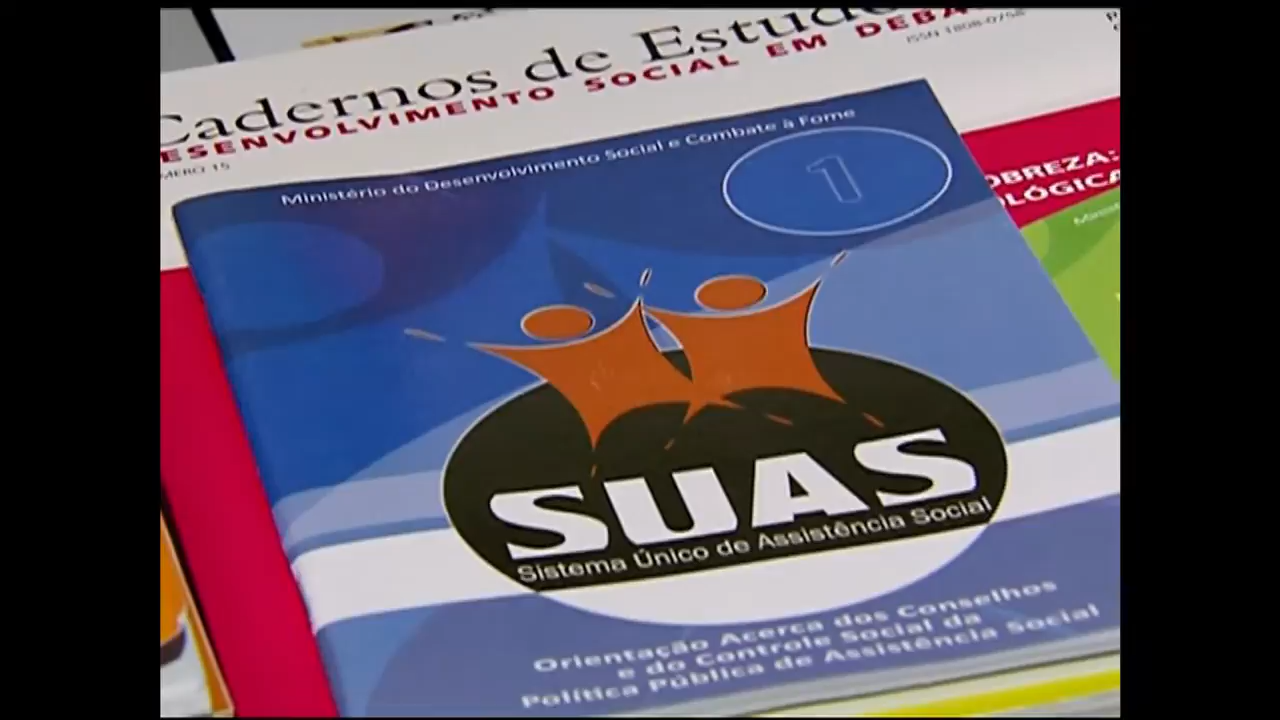 Cadernos de Estudo
DESENVOLVIMENTO SOCIAL EM DEBA
ISSN 1808-0758
MERO 15
Ministério do Desenvolvimento Social e Combate à Fome
1
OBREZA:
OLÓGICA
Minist
SUAS
Sistema Único de Assistência Social
Orientação Acerca dos Conselhos
e do Controle Social da
Política Pública de Assistência Social